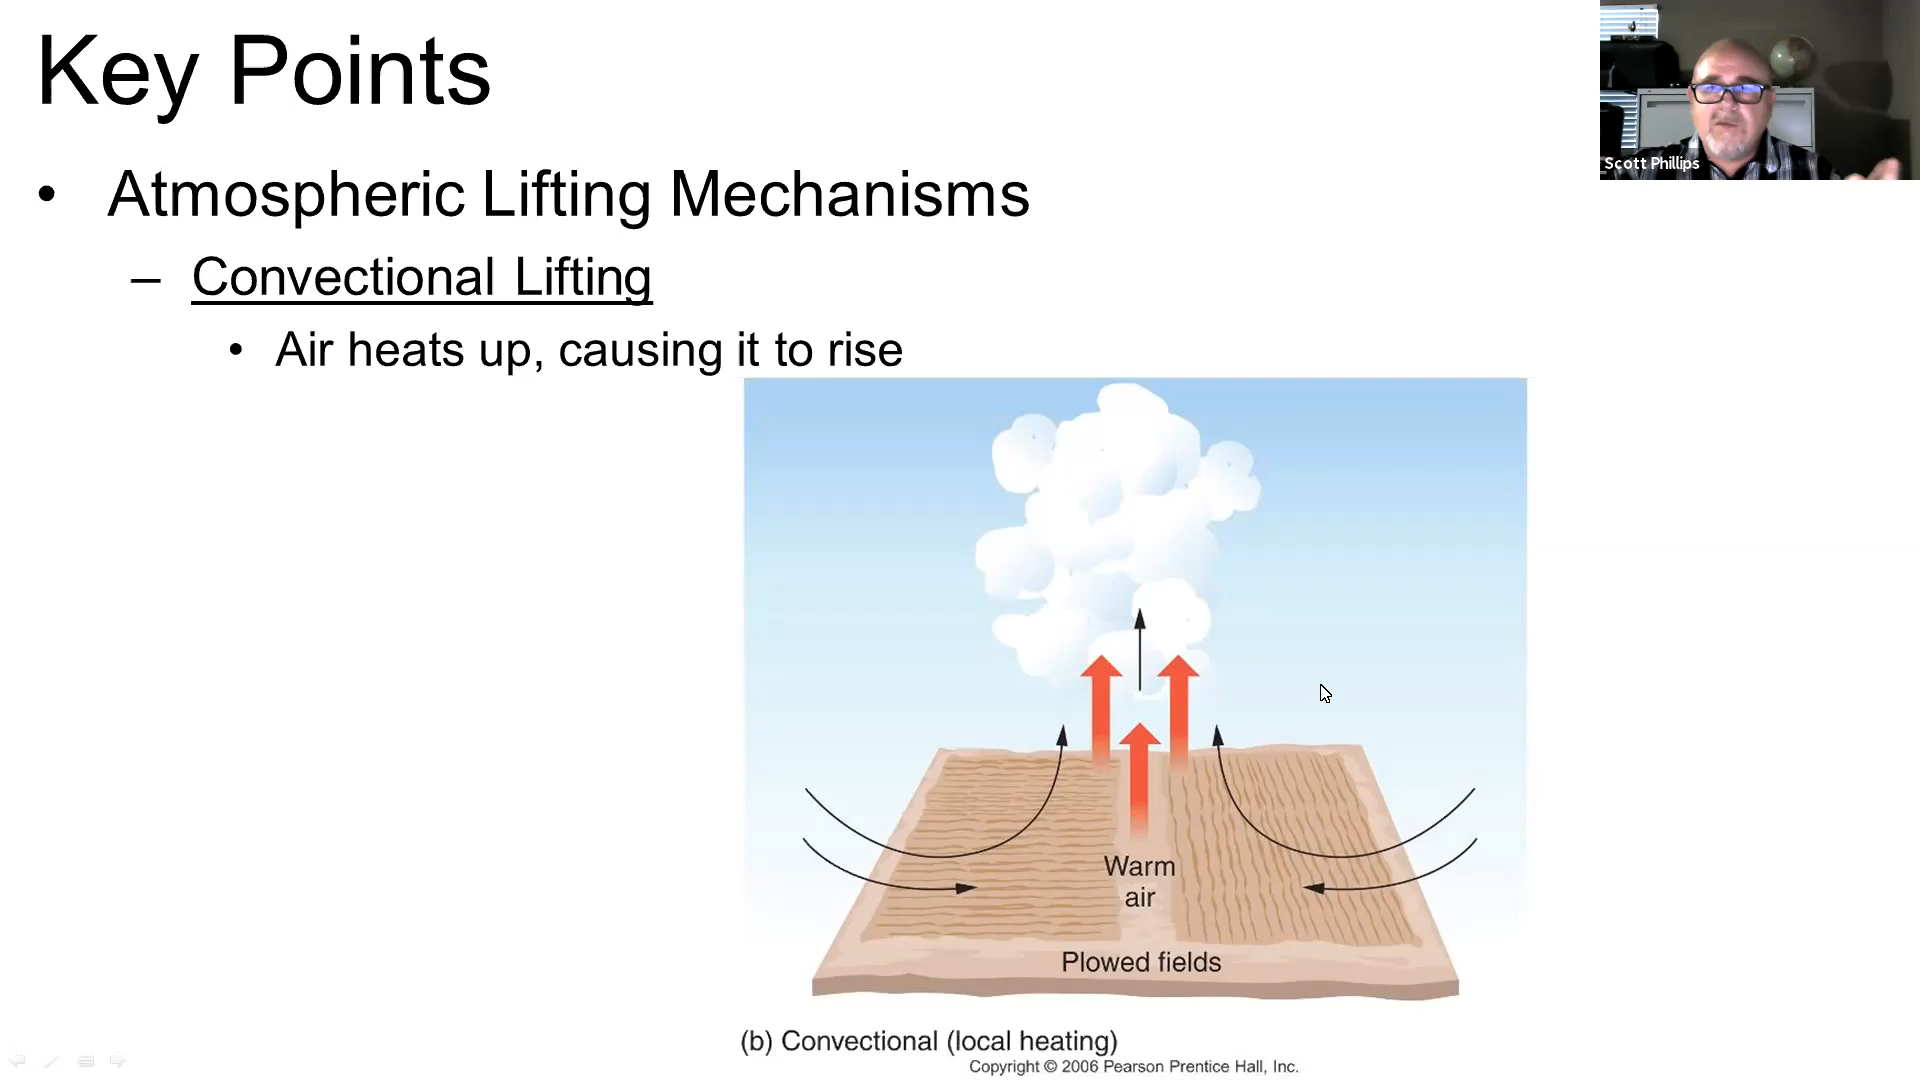 Key Points
Scott Phillips
• Atmospheric Lifting Mechanisms
– Convectional Lifting
• Air heats up, causing it to rise
Warm
air
Plowed fields
(b) Convectional (local heating)
Copyright © 2006 Pearson Prentice Hall, Inc.